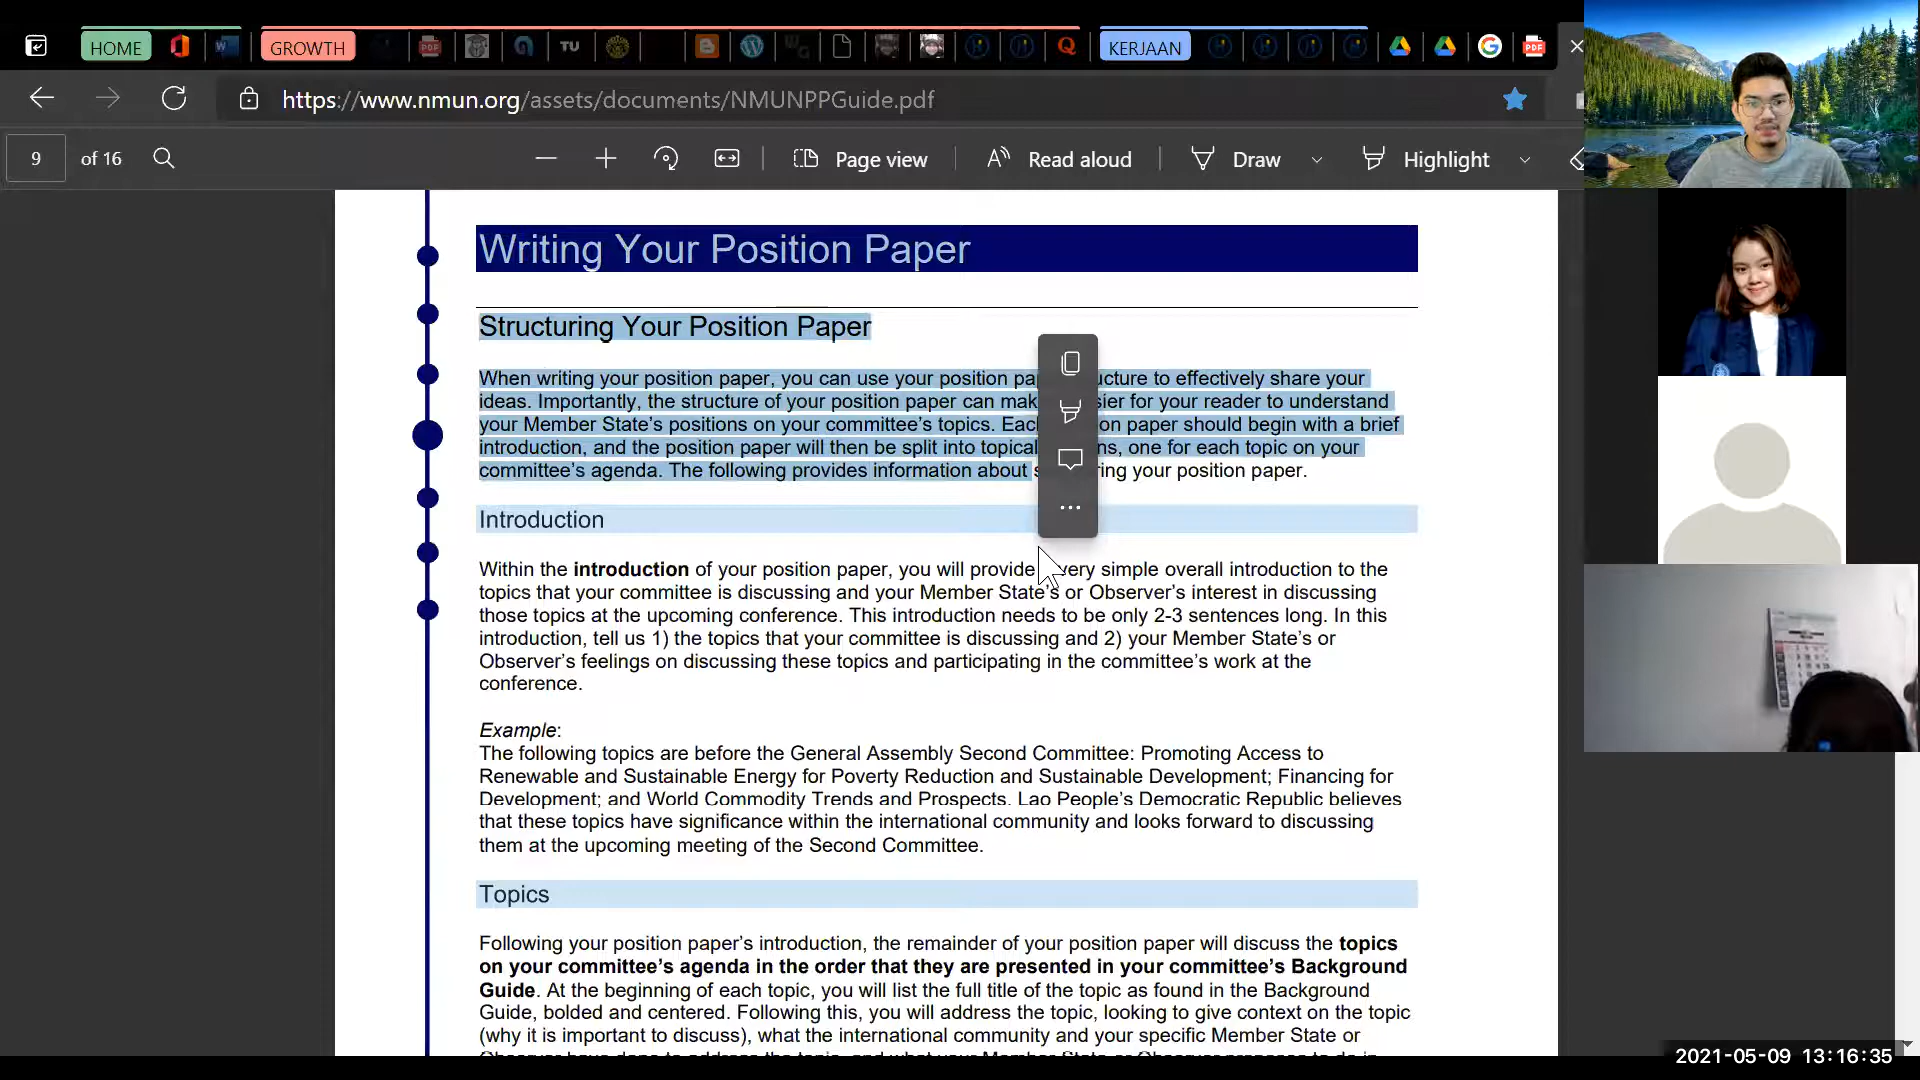 HOME
GROWTH
TU
KERJAAN
https://www.nmun.org/assets/documents/NMUNPPGuide.pdf
9 of 16
Page view
Read aloud
Draw
Highlight
Writing Your Position Paper
Structuring Your Position Paper
When writing your position paper, you can use your position pa ucture to effectively share your
ideas. Importantly, the structure of your position paper can mak sier for your reader to understand
your Member State's positions on your committee's topics. Eac on paper should begin with a brief
introduction, and the position paper will then be split into topical ns, one for each topic on your
committee's agenda. The following provides information about s ring your position paper.
Introduction
Within the introduction of your position paper, you will provide very simple overall introduction to the
topics that your committee is discussing and your Member State's or Observer's interest in discussing
those topics at the upcoming conference. This introduction needs to be only 2-3 sentences long. In this
introduction, tell us 1) the topics that your committee is discussing and 2) your Member State's or
Observer's feelings on discussing these topics and participating in the committee's work at the
conference.
Example:
The following topics are before the General Assembly Second Committee: Promoting Access to
Renewable and Sustainable Energy for Poverty Reduction and Sustainable Development; Financing for
Development; and World Commodity Trends and Prospects. Lao People's Democratic Republic believes
that these topics have significance within the international community and looks forward to discussing
them at the upcoming meeting of the Second Committee.
Topics
Following your position paper's introduction, the remainder of your position paper will discuss the topics
on your committee's agenda in the order that they are presented in your committee's Background
Guide. At the beginning of each topic, you will list the full title of the topic as found in the Background
Guide, bolded and centered. Following this, you will address the topic, looking to give context on the topic
(why it is important to discuss), what the international community and your specific Member State or
2021-05-09 13:16:35